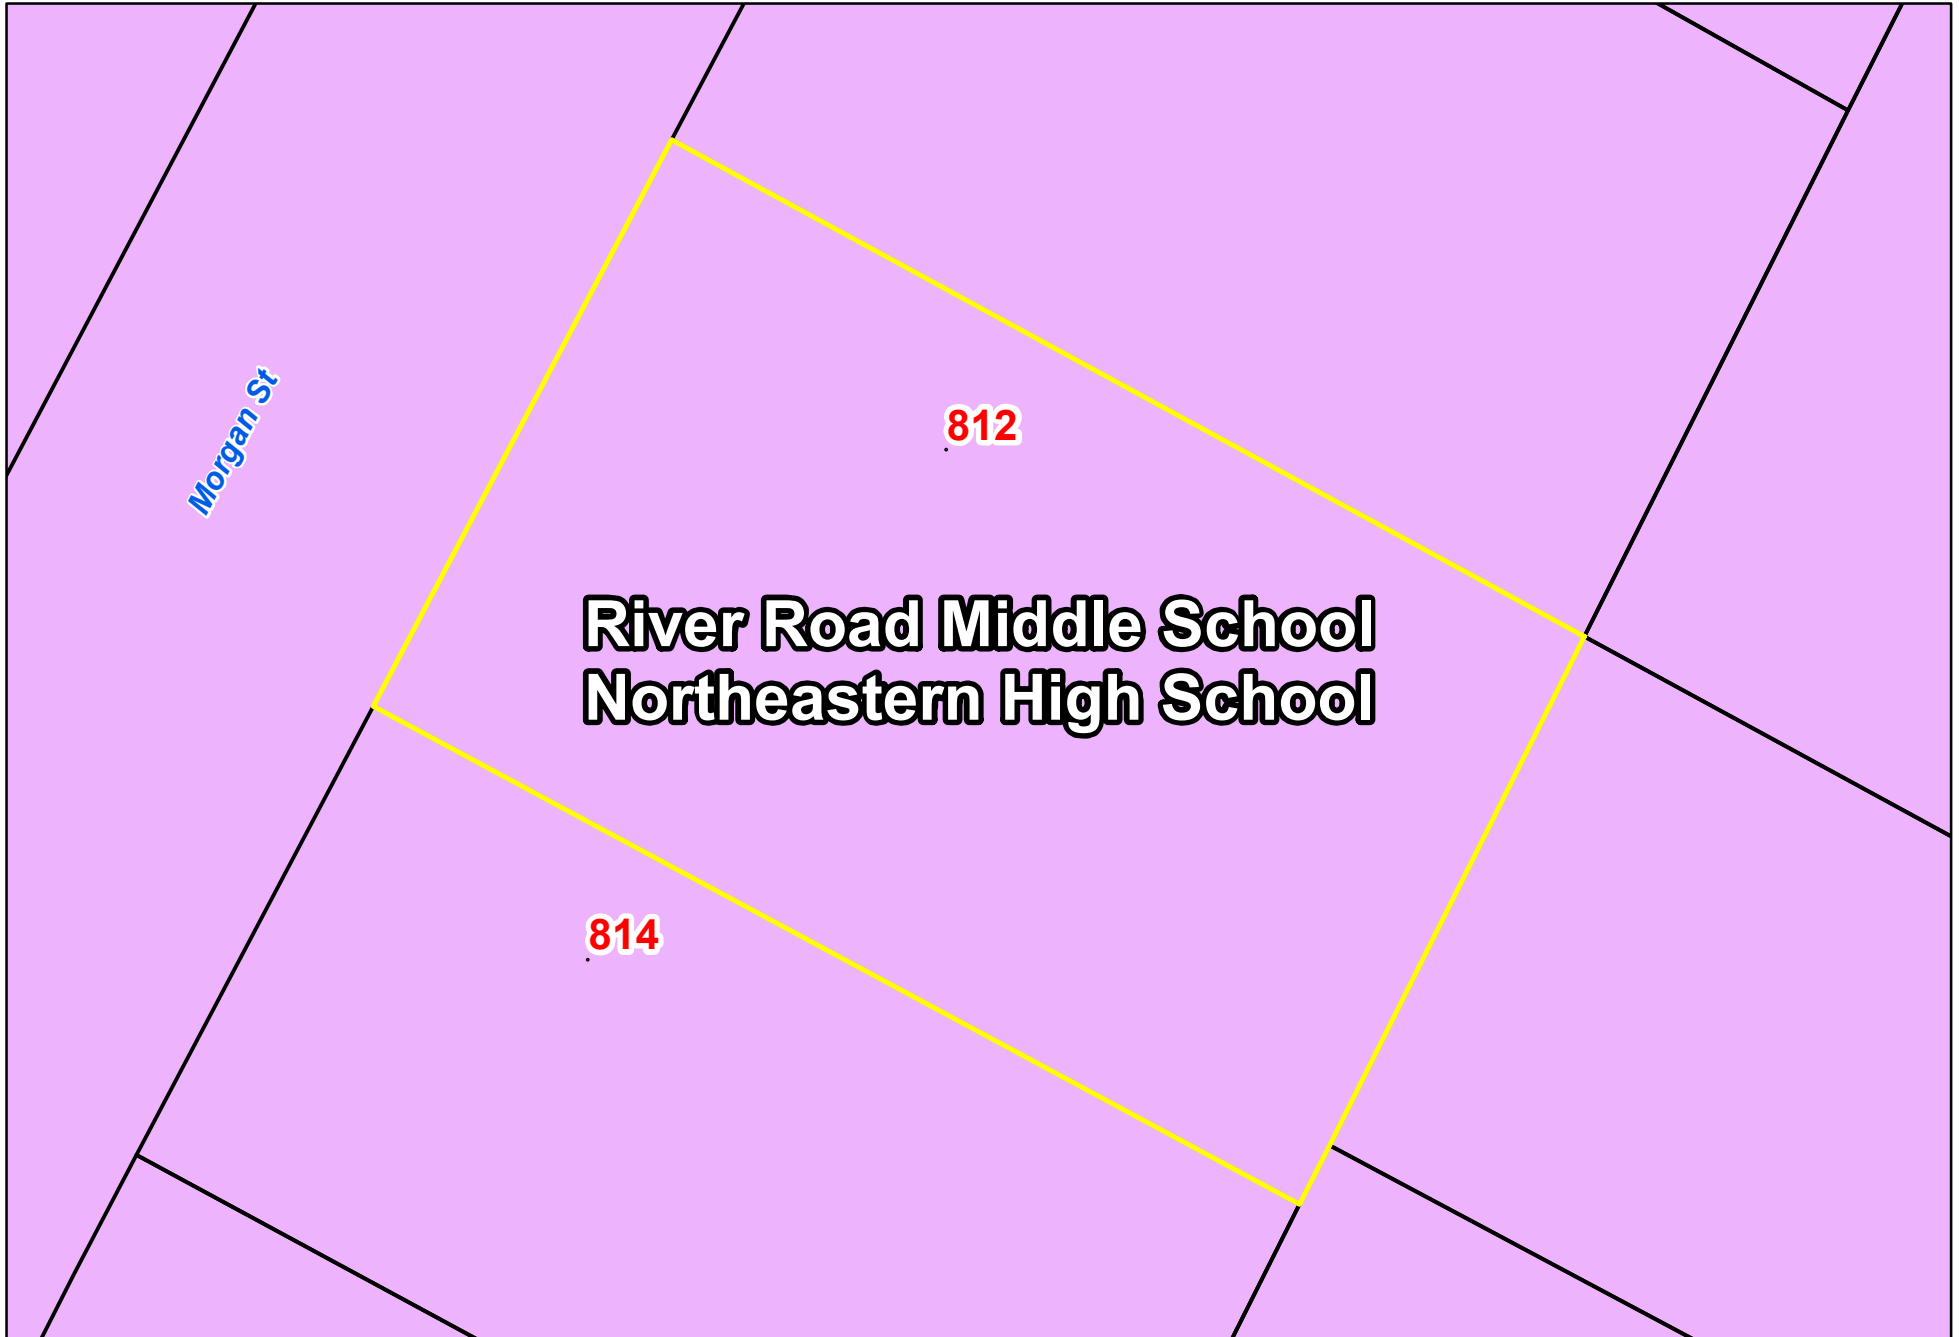 Morgan St
812
River Road Middle School
Northeastern High School
814